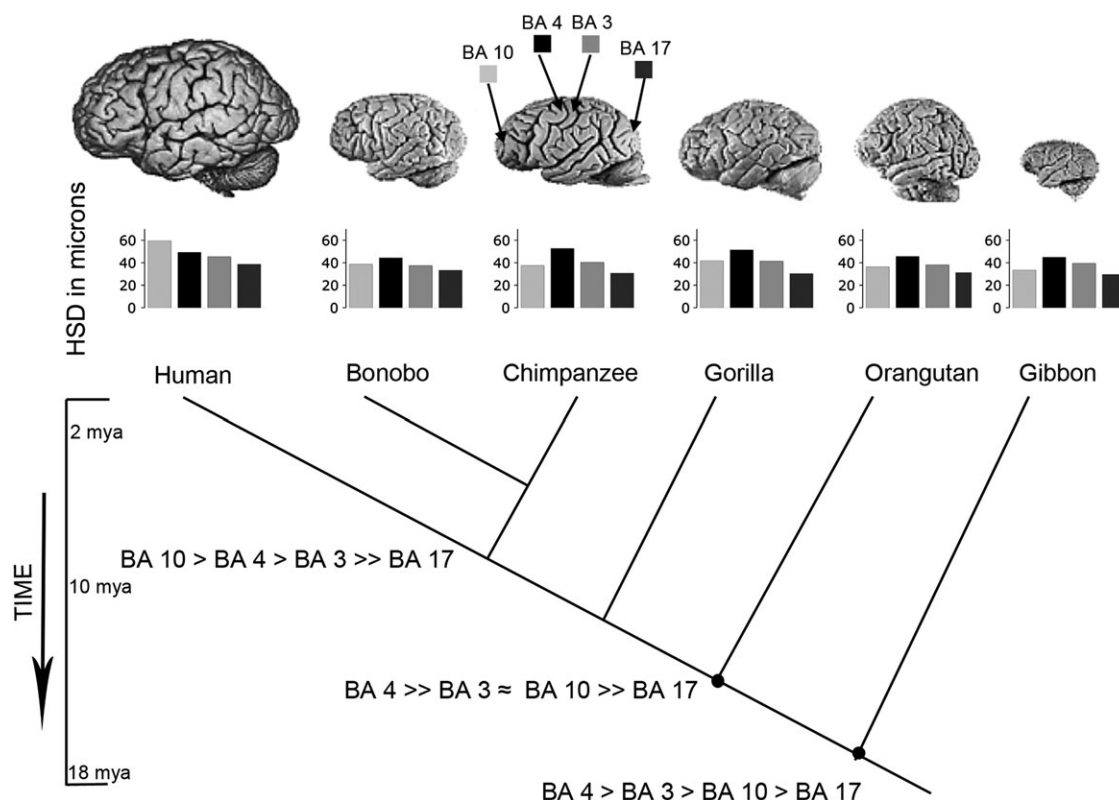 BA 4 BA 3
BA 10 BA 17
HSD in microns
60 60 60 60 60 60
40 40 40 40 40 40
20 20 20 20 20 20
0 0 0 0 0 0
Human Bonobo Chimpanzee Gorilla Orangutan Gibbon
2 mya
BA 10 > BA 4 > BA 3 >> BA 17
10 mya
TIME
BA 4 >> BA 3 ≈ BA 10 >> BA 17
18 mya
BA 4 > BA 3 > BA 10 > BA 17